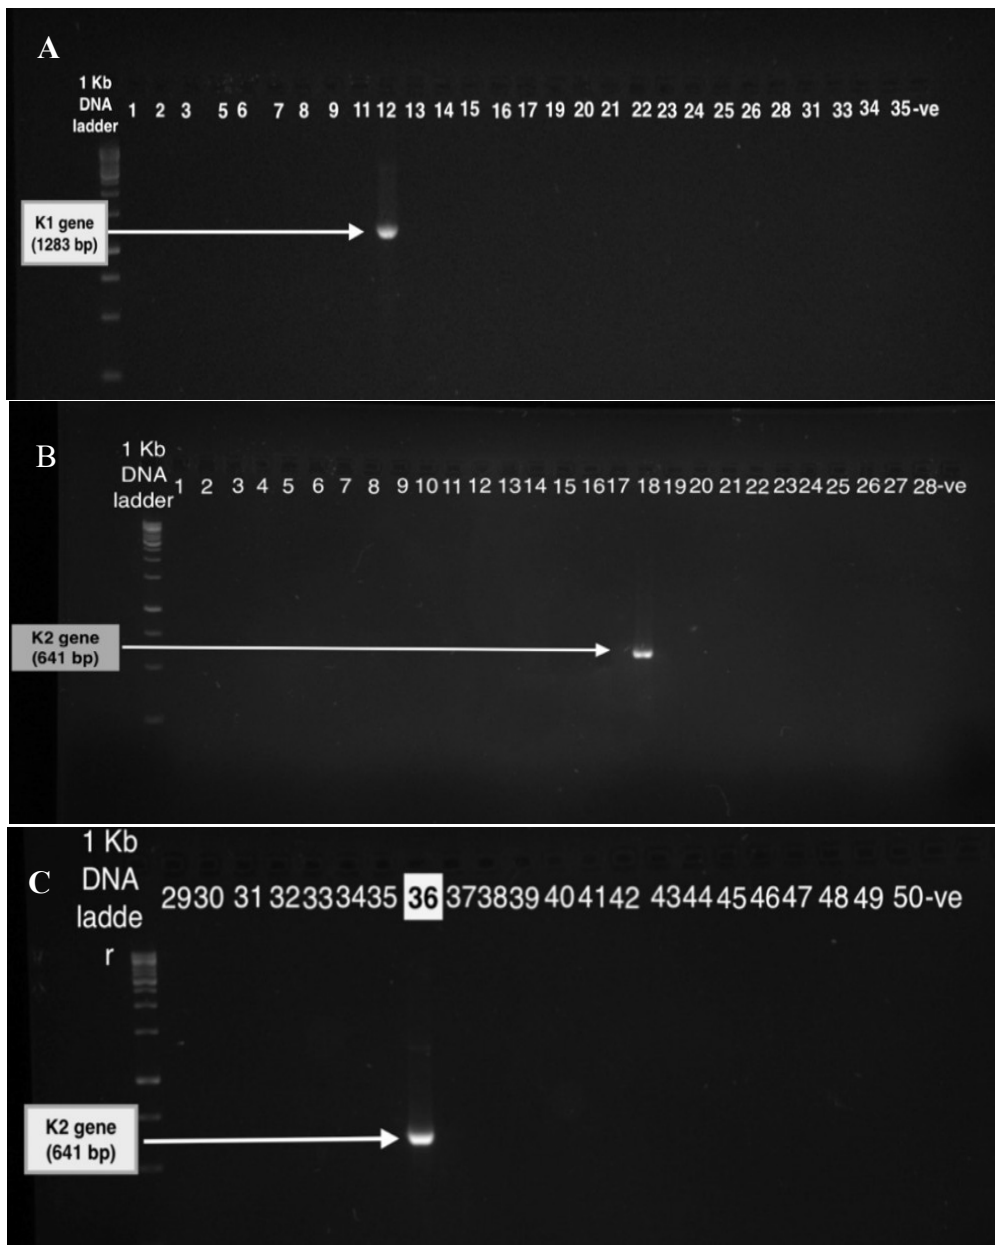 A
1 Kb
DNA
ladder
1 2 3 5 6 7 8 9 11 12 13 14 15 16 17 19 20 21 22 23 24 25 26 28 31 33 34 35-ve
K1 gene
(1283 bp)
B
1 Kb
DNA
ladder
1 2 3 4 5 6 7 8 9 10 11 12 13 14 15 16 17 18 19 20 21 22 23 24 25 26 27 28-ve
K2 gene
(641 bp)
C
1 Kb
DNA
ladde
r
29 30 31 32 33 34 35 36 37 38 39 40 41 42 43 44 45 46 47 48 49 50-ve
K2 gene
(641 bp)